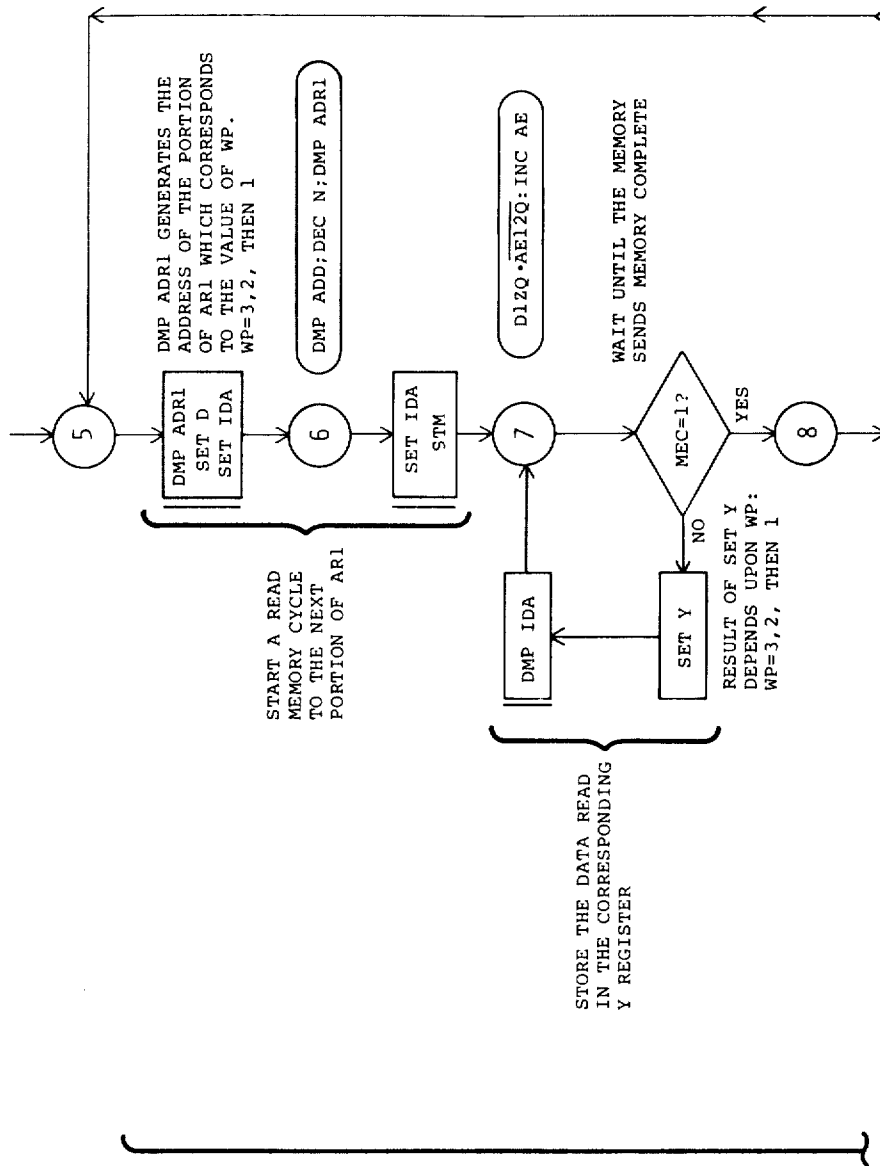 5
DMP ADR1 GENERATES THE
ADDRESS OF THE PORTION
OF AR1 WHICH CORRESPONDS
TO THE VALUE OF WP.
WP=3,2, THEN 1
DMP ADR1
SET D
SET IDA
START A READ
MEMORY CYCLE
TO THE NEXT
PORTION OF AR1
6
DMP ADD;DEC N;DMP ADR1
SET IDA
STM
7
D1ZQ•A̅E̅1̅2̅Q̅:INC AE
DMP IDA
STORE THE DATA READ
IN THE CORRESPONDING
Y REGISTER
WAIT UNTIL THE MEMORY
SENDS MEMORY COMPLETE
MEC=1?
NO
YES
SET Y
RESULT OF SET Y
DEPENDS UPON WP:
WP=3,2, THEN 1
8